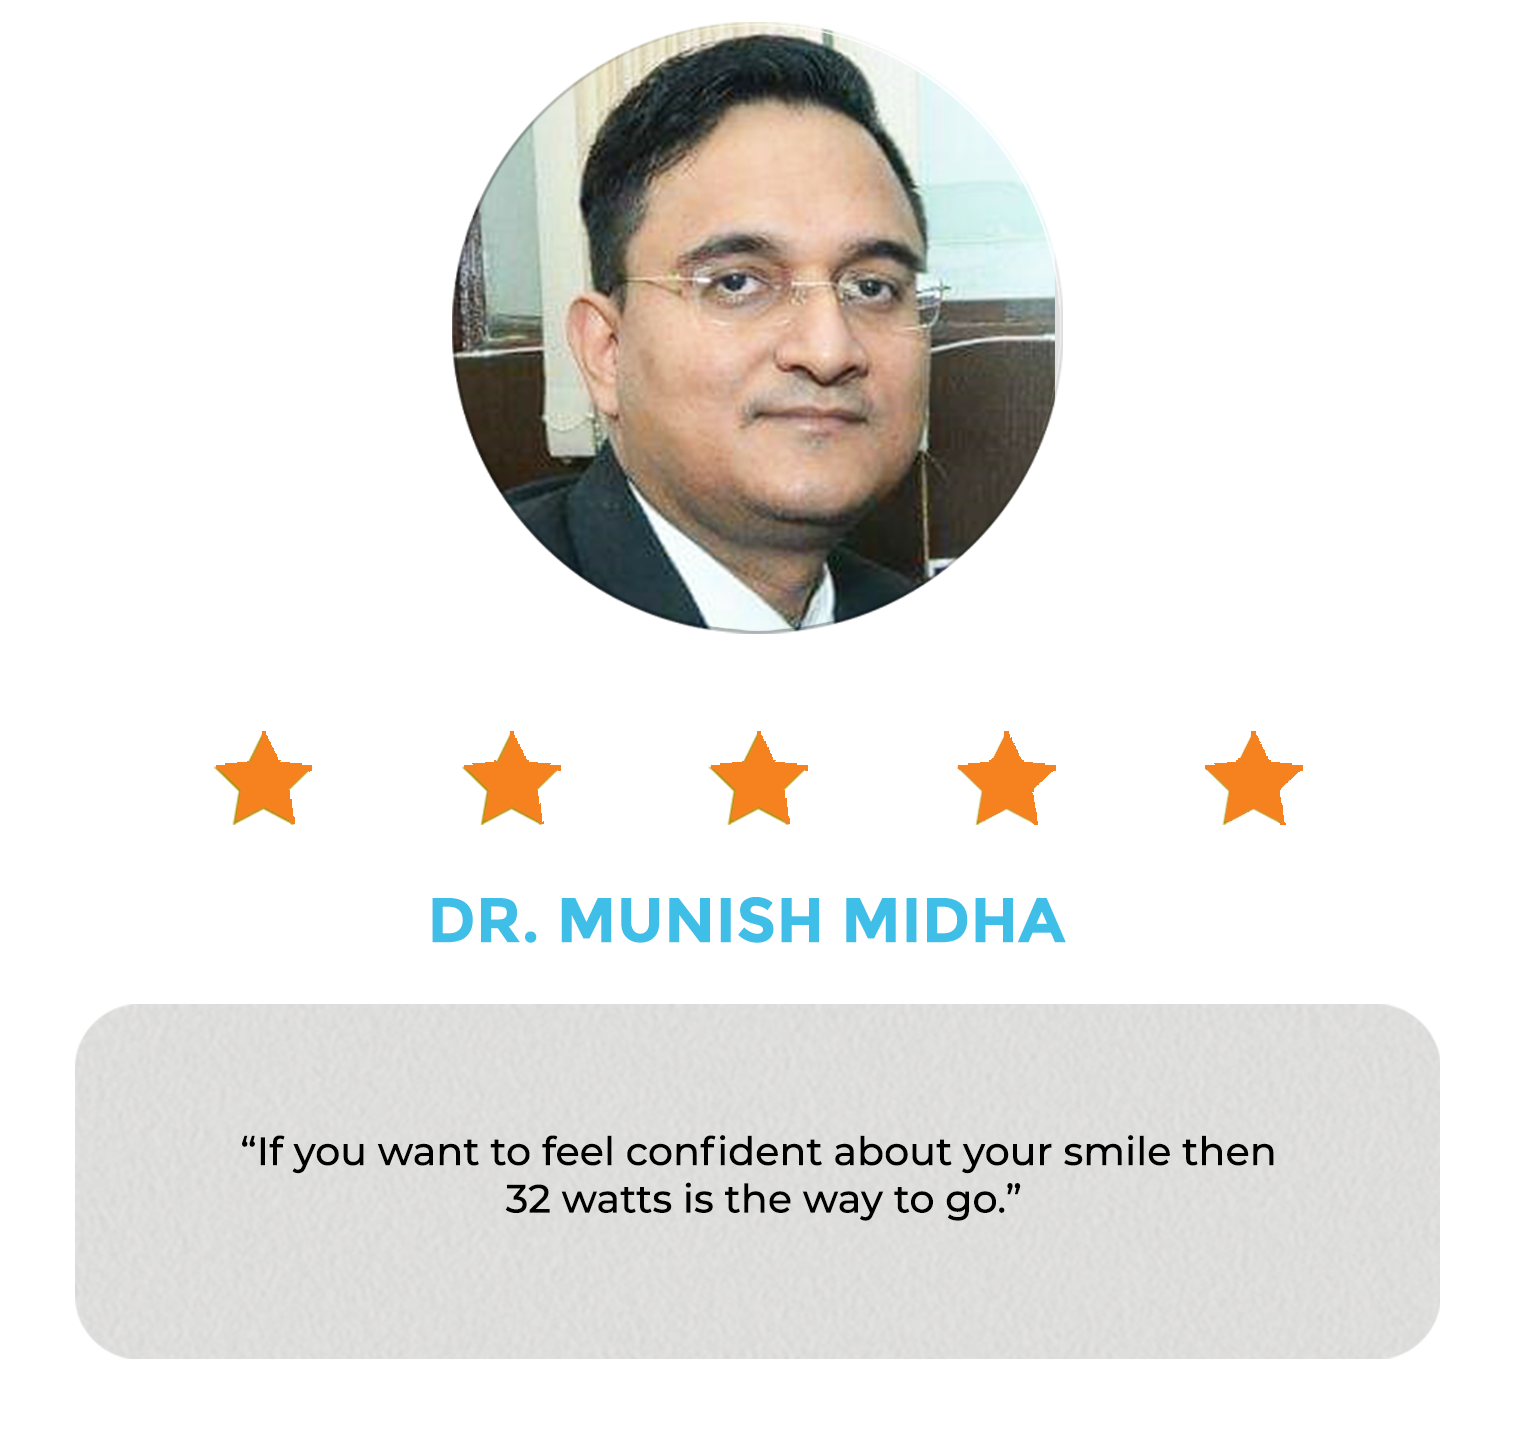 DR. MUNISH MIDHA
“If you want to feel confident about your smile then
32 watts is the way to go.”